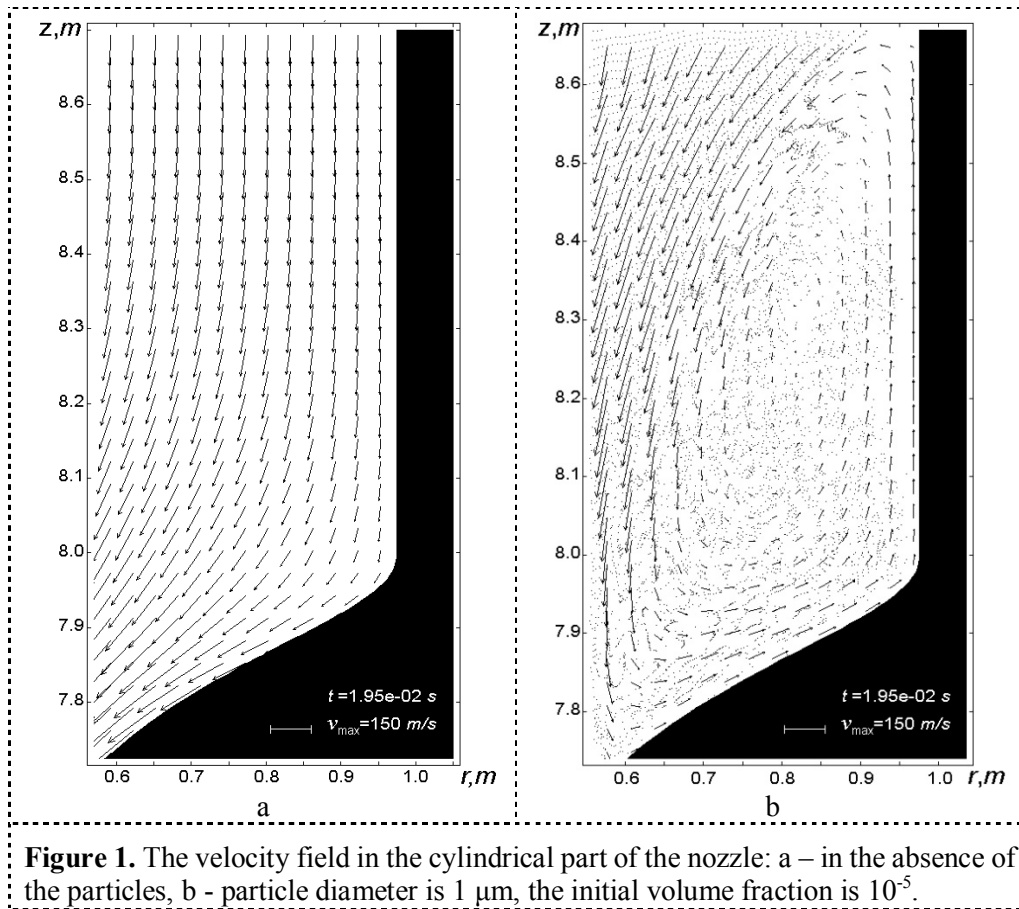 z,m
8.6
8.5
8.4
8.3
8.2
8.1
8.0
7.9
7.8
t=1.95e-02 s
vmax=150 m/s
0.6 0.7 0.8 0.9 1.0 r,m
a
z,m
8.6
8.5
8.4
8.3
8.2
8.1
8.0
7.9
7.8
t=1.95e-02 s
vmax=150 m/s
0.6 0.7 0.8 0.9 1.0 r,m
b
Figure 1. The velocity field in the cylindrical part of the nozzle: a – in the absence of
the particles, b - particle diameter is 1 μm, the initial volume fraction is 10⁻⁵.